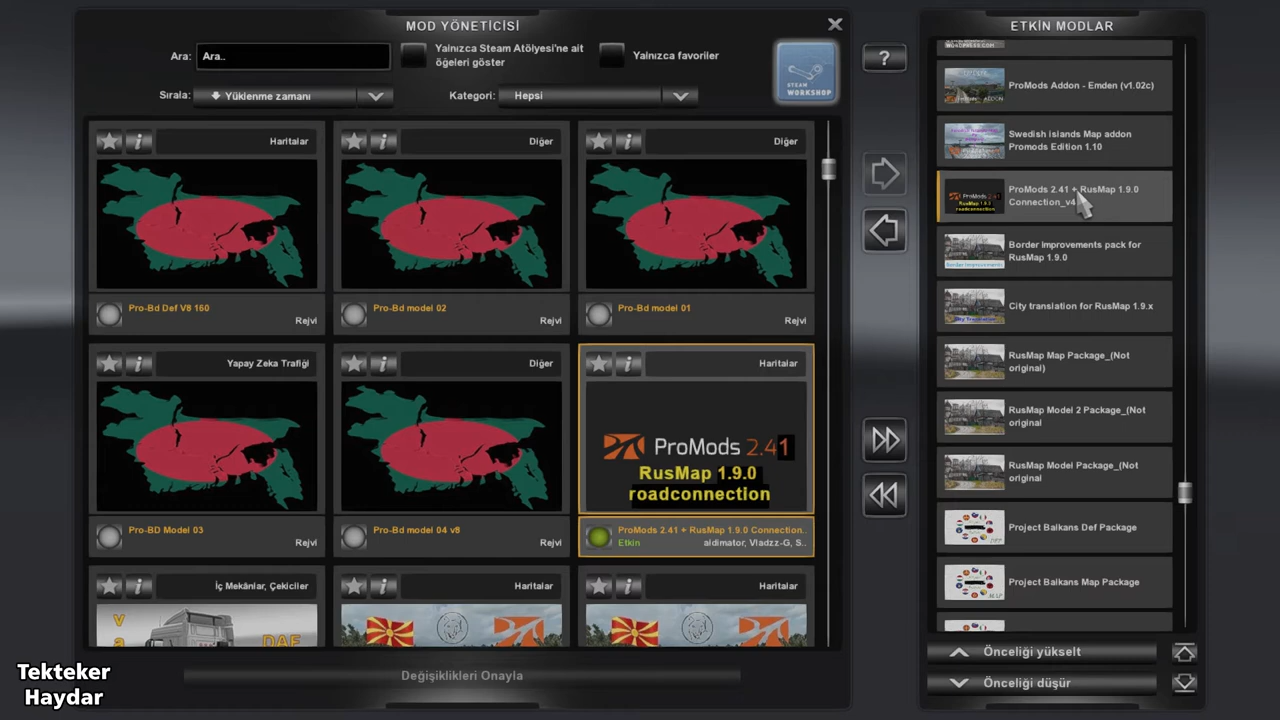 MOD YÖNETİCİSİ
Ara:
Ara..
Yalnızca Steam Atölyesi'ne ait
öğeleri göster
Yalnızca favoriler
STEAM
WORKSHOP
Sırala:
Yüklenme zamanı
Kategori:
Hepsi
Haritalar
Diğer
Diğer
Pro-Bd Def V8 160
Rejvi
Pro-Bd model 02
Rejvi
Pro-Bd model 01
Rejvi
Yapay Zeka Trafiği
Diğer
Haritalar
ProMods 2.41
RusMap 1.9.0
roadconnection
Pro-BD Model 03
Rejvi
Pro-Bd model 04 v8
Rejvi
ProMods 2.41 + RusMap 1.9.0 Connection..
Etkin
aldimator, Vladzz-G, S..
İç Mekânlar, Çekiciler
Haritalar
Haritalar
DAF
Değişiklikleri Onayla
?
ETKİN MODLAR
WORDPRESS.COM
ProMods Addon - Emden (v1.02c)
Swedish islands Map addon
Promods Edition 1.10
ProMods 2.41 + RusMap 1.9.0
Connection_v4
Border Improvements pack for
RusMap 1.9.0
City translation for RusMap 1.9.x
RusMap Map Package_(Not
original)
RusMap Model 2 Package_(Not
original
RusMap Model Package_(Not
original
Project Balkans Def Package
Project Balkans Map Package
Önceliği yükselt
Önceliği düşür
Tekteker
Haydar